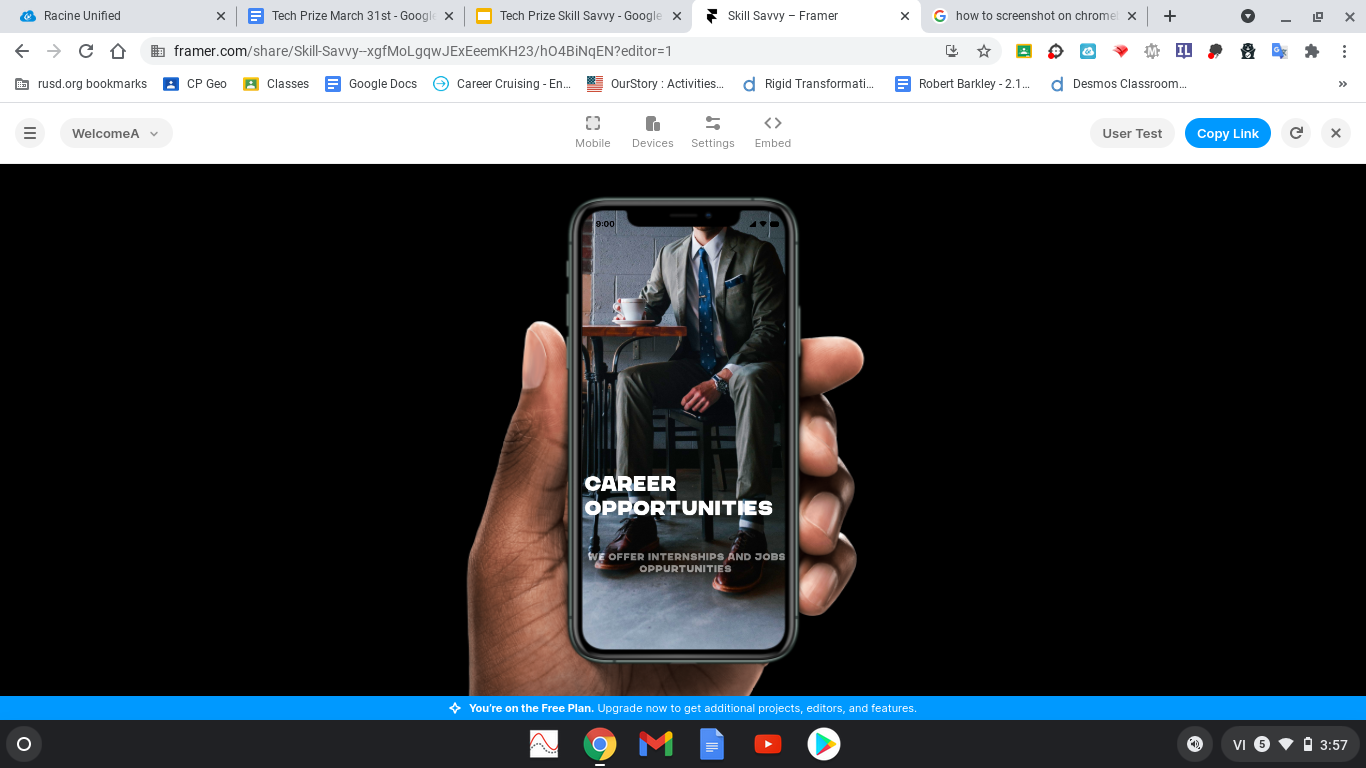 Racine Unified
Tech Prize March 31st - Google
Tech Prize Skill Savvy - Google
Skill Savvy – Framer
how to screenshot on chrome
framer.com/share/Skill-Savvy--xgfMoLgqwJExEeemKH23/hO4BiNqEN?editor=1
rusd.org bookmarks
CP Geo
Classes
Google Docs
Career Cruising - En...
OurStory : Activities...
Rigid Transformati...
Robert Barkley - 2.1...
Desmos Classroom...
WelcomeA
Mobile
Devices
Settings
Embed
User Test
Copy Link
9:00
CAREER
OPPORTUNITIES
WE OFFER INTERNSHIPS AND JOBS
OPPURTUNITIES
You're on the Free Plan. Upgrade now to get additional projects, editors, and features.
VI 5 3:57